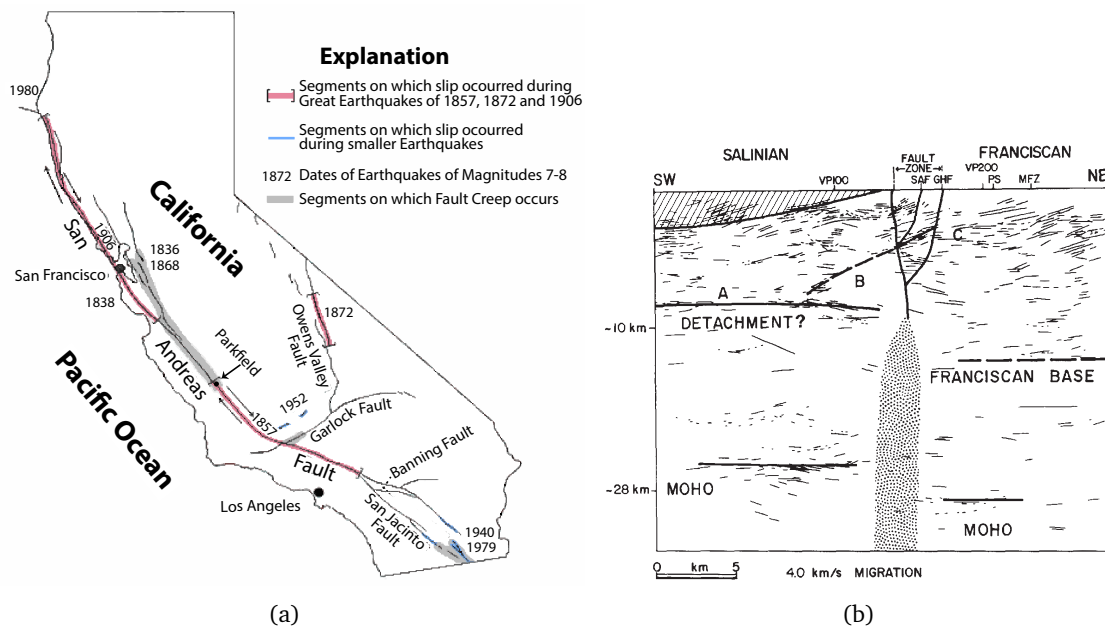 Explanation
Segments on which slip occurred during
Great Earthquakes of 1857, 1872 and 1906
Segments on which slip ocurred
during smaller Earthquakes
1872 Dates of Earthquakes of Magnitudes 7-8
Segments on which Fault Creep occurs
1980
San
1906
California
San Francisco
1836
1868
1838
Andreas
Parkfield
Owens Valley
Fault
1872
Pacific Ocean
1952
1857
Garlock Fault
Fault
Banning Fault
Los Angeles
San Jacinto
Fault
1940
1979
(a)
SALINIAN
FAULT
ZONE
FRANCISCAN
SW
VP100
SAF GHF
VP200
PS
MFZ
NE
C
B
A
DETACHMENT?
-10 km
FRANCISCAN BASE
-28 km
MOHO
MOHO
0 km 5
4.0 km/s MIGRATION
(b)